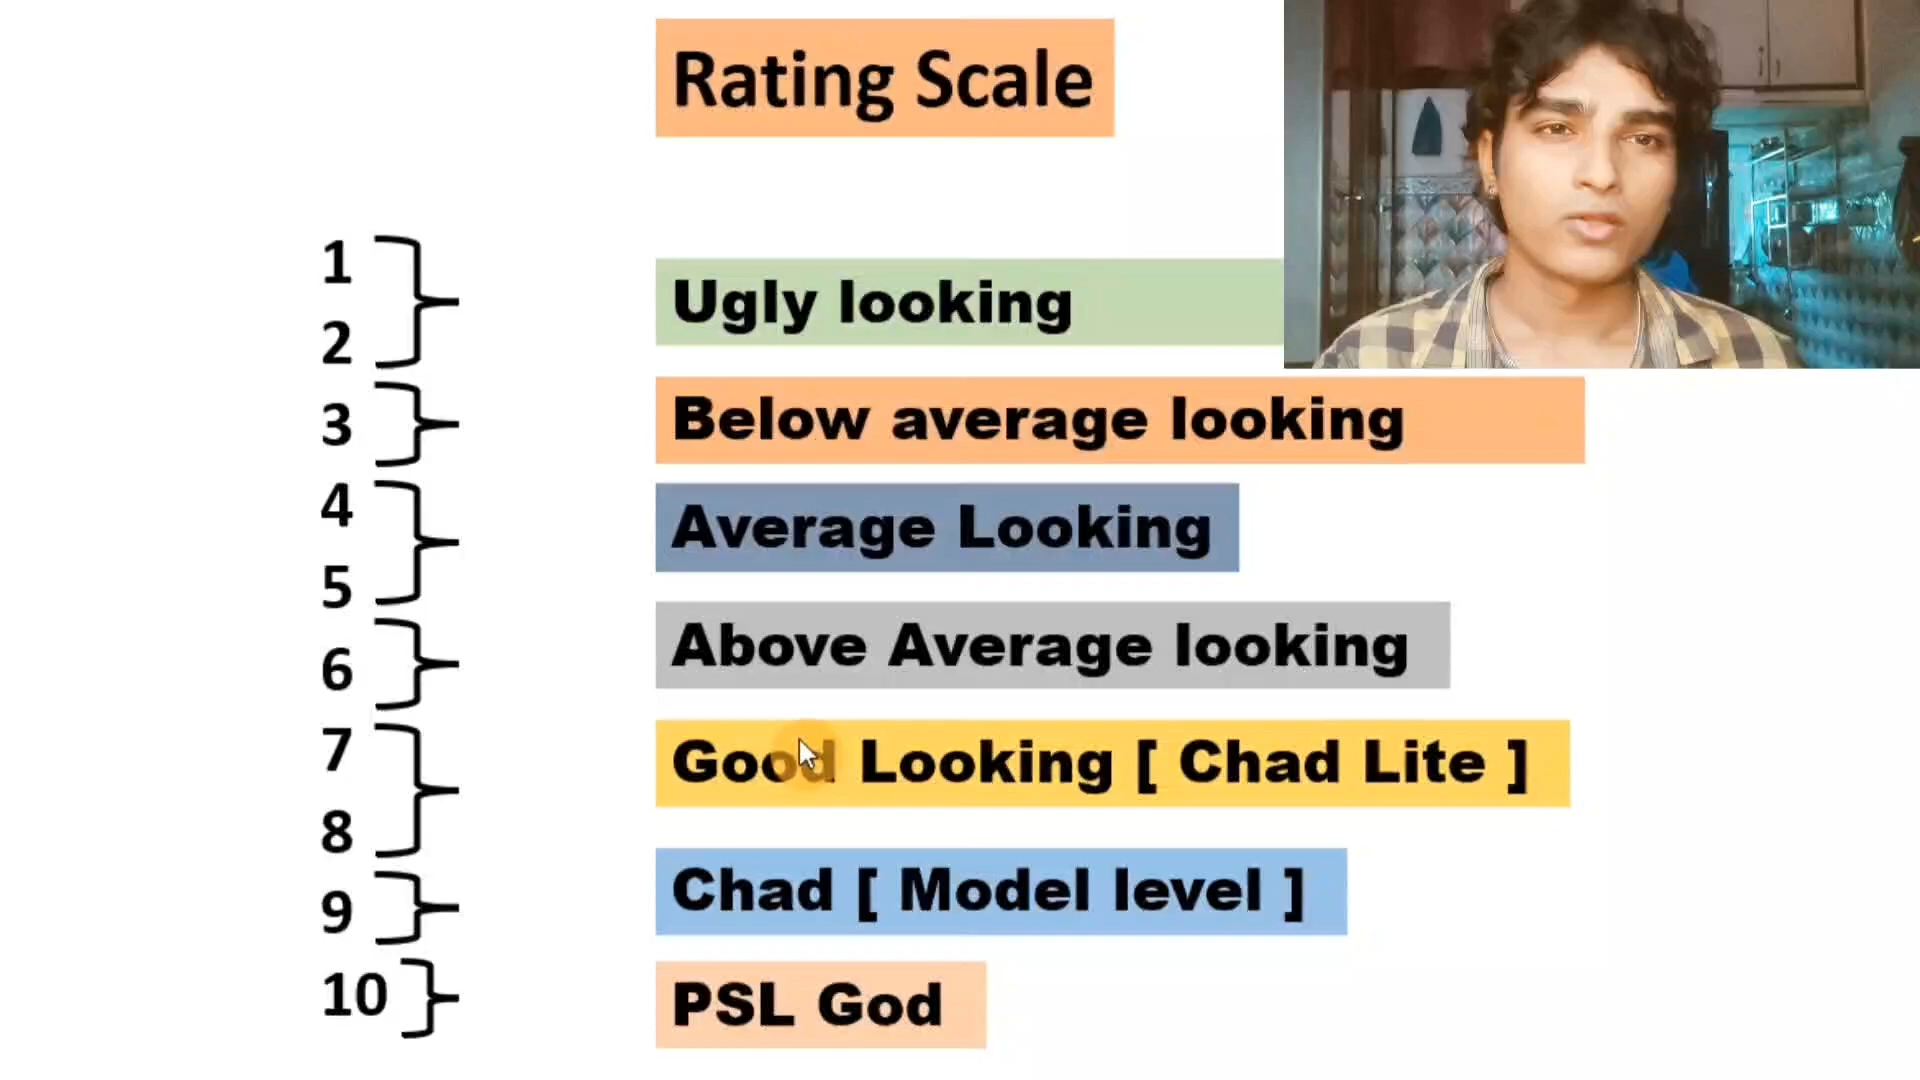 Rating Scale
1
2
Ugly looking
3
Below average looking
4
5
Average Looking
6
Above Average looking
7
8
Good Looking [ Chad Lite ]
9
Chad [ Model level ]
10
PSL God